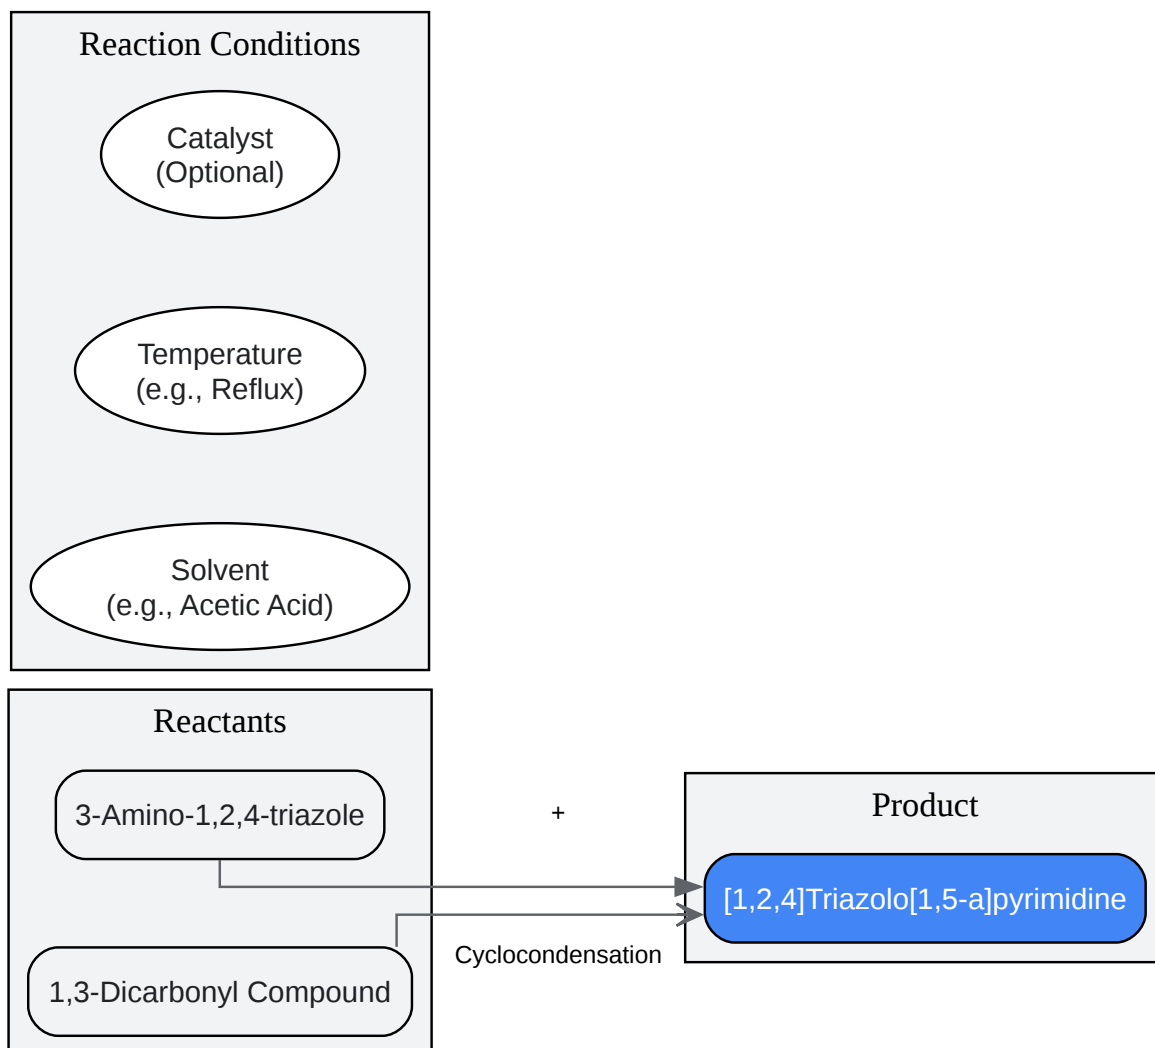 Reaction Conditions
Catalyst
(Optional)
Temperature
(e.g., Reflux)
Solvent
(e.g., Acetic Acid)
Reactants
3-Amino-1,2,4-triazole
1,3-Dicarbonyl Compound
+
Cyclocondensation
Product
[1,2,4]Triazolo[1,5-a]pyrimidine